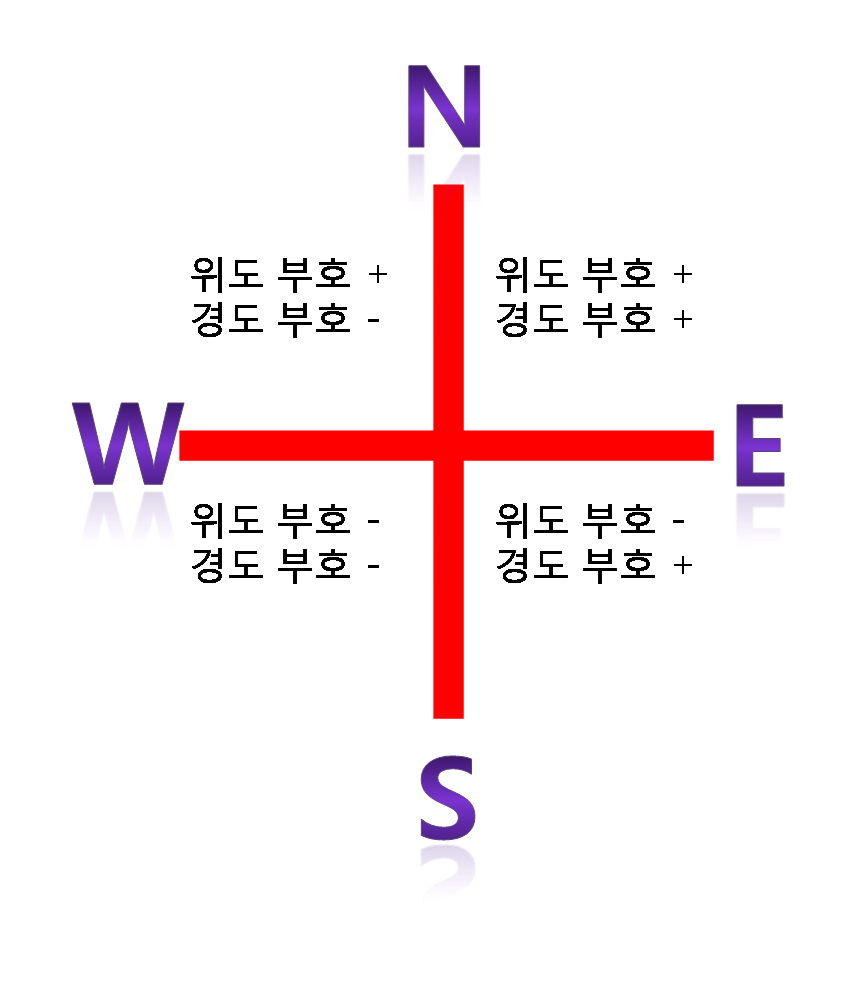 N
위도 부호 +
경도 부호 -
위도 부호 +
경도 부호 +
W
E
위도 부호 -
경도 부호 -
위도 부호 -
경도 부호 +
S